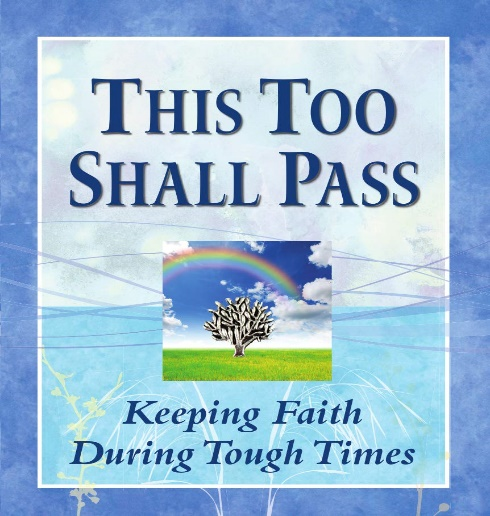 THIS TOO
SHALL PASS
Keeping Faith
During Tough Times